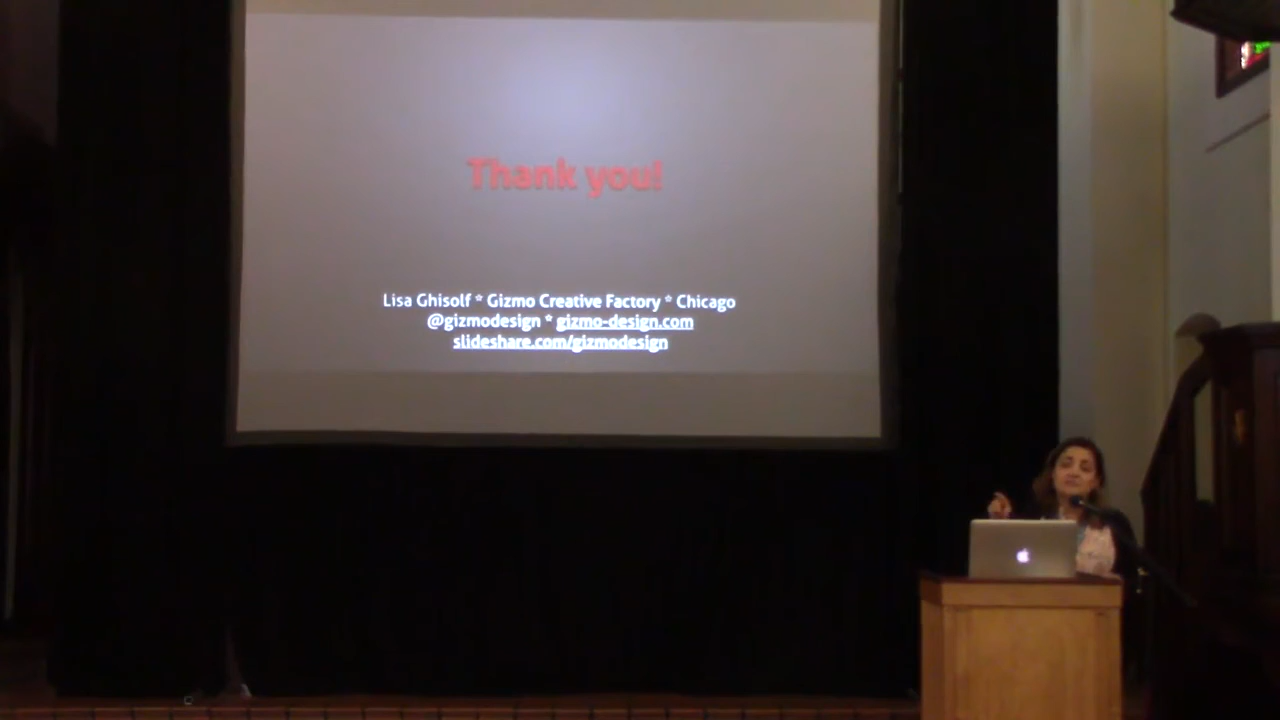 Thank you!
Lisa Ghisolf * Gizmo Creative Factory * Chicago
@gizmodesign * gizmo-design.com
slideshare.com/gizmodesign